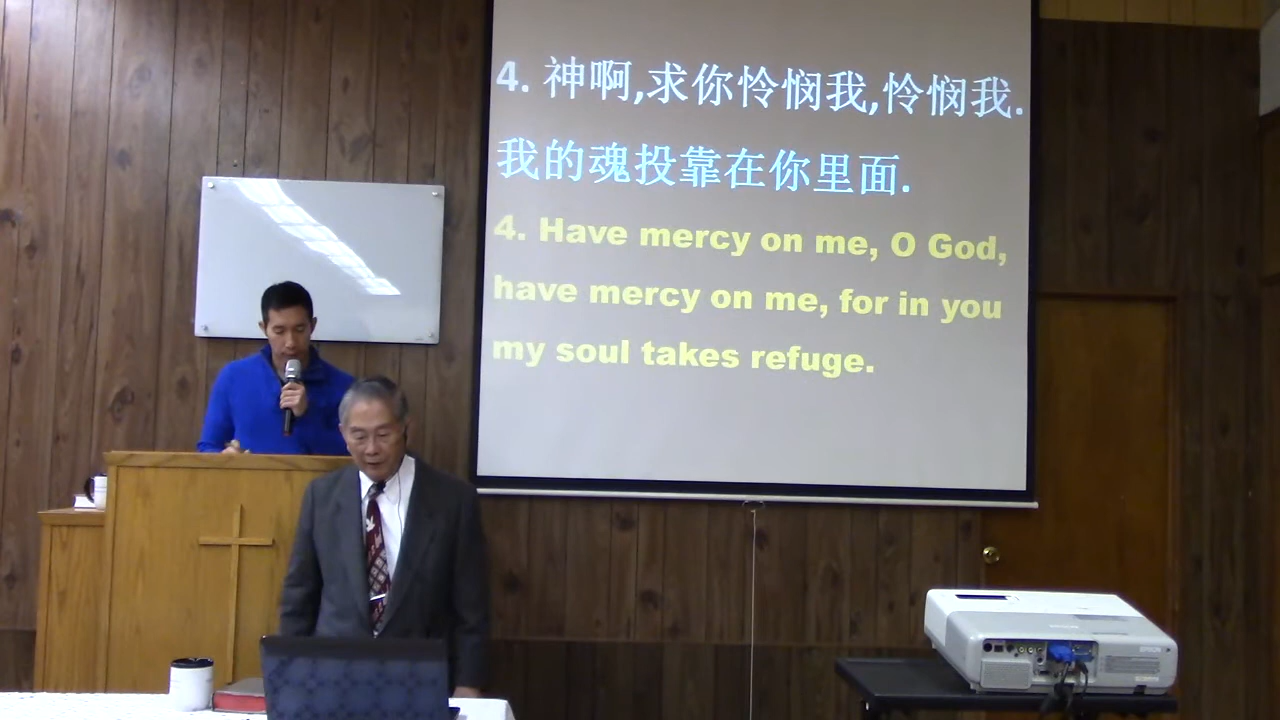 4. 神啊,求你怜悯我,怜悯我.
我的魂投靠在你里面.
4. Have mercy on me, O God,
have mercy on me, for in you
my soul takes refuge.
EPSON